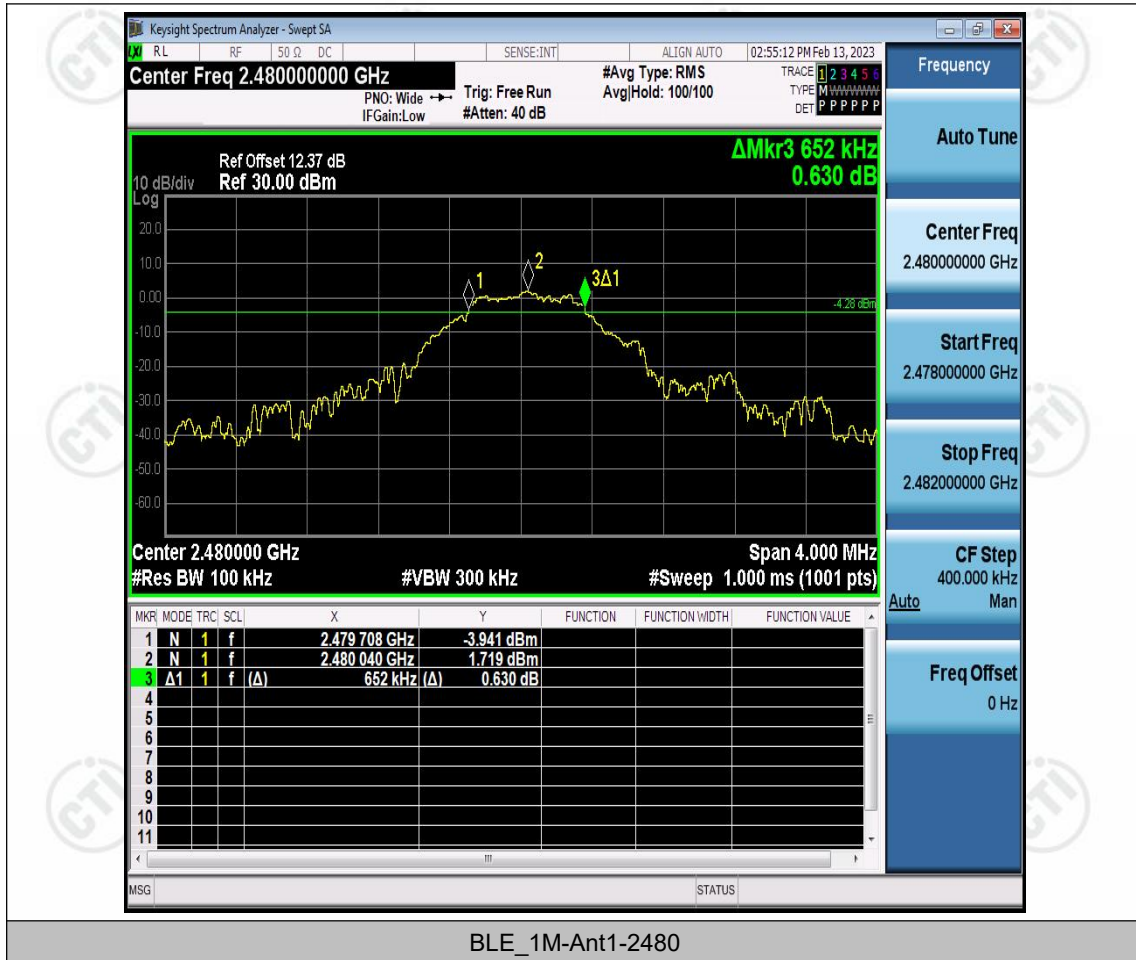 Keysight Spectrum Analyzer - Swept SA
LXI RL RF 50 Ω DC SENSE:INT ALIGN AUTO 02:55:12 PM Feb 13, 2023
Center Freq 2.480000000 GHz
PNO: Wide
IFGain:Low
Trig: Free Run
#Atten: 40 dB
#Avg Type: RMS
Avg|Hold: 100/100
TRACE 1 2 3 4 5 6
TYPE M WWWWW
DET P P P P P P
Ref Offset 12.37 dB
10 dB/div Ref 30.00 dBm
Log
ΔMkr3 652 kHz
0.630 dB
20.0
10.0
0.00
-10.0
-20.0
-30.0
-40.0
-50.0
-60.0
1
2
3Δ1
-4.28 dBm
Center 2.480000 GHz Span 4.000 MHz
#Res BW 100 kHz #VBW 300 kHz #Sweep 1.000 ms (1001 pts)
MKR MODE TRC SCL X Y FUNCTION FUNCTION WIDTH FUNCTION VALUE
1 N 1 f 2.479 708 GHz -3.941 dBm
2 N 1 f 2.480 040 GHz 1.719 dBm
3 Δ1 1 f (Δ) 652 kHz (Δ) 0.630 dB
4
5
6
7
8
9
10
11
MSG STATUS
Frequency
Auto Tune
Center Freq
2.480000000 GHz
Start Freq
2.478000000 GHz
Stop Freq
2.482000000 GHz
CF Step
400.000 kHz
Auto Man
Freq Offset
0 Hz
BLE_1M-Ant1-2480
CTI
CTI
CTI
CTI
CTI
CTI